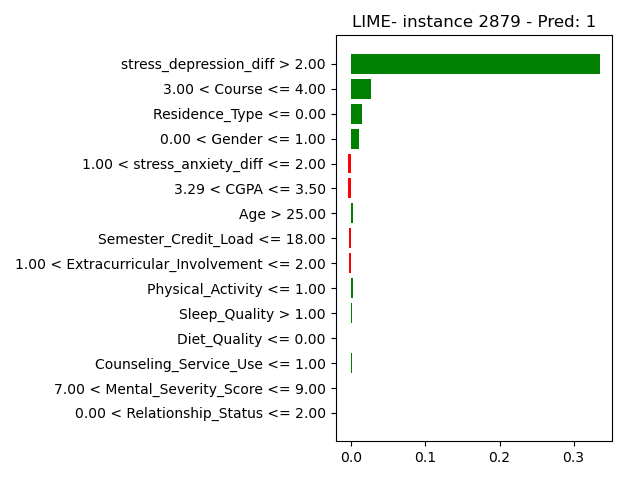 LIME- instance 2879 - Pred: 1
stress_depression_diff > 2.00
3.00 < Course <= 4.00
Residence_Type <= 0.00
0.00 < Gender <= 1.00
1.00 < stress_anxiety_diff <= 2.00
3.29 < CGPA <= 3.50
Age > 25.00
Semester_Credit_Load <= 18.00
1.00 < Extracurricular_Involvement <= 2.00
Physical_Activity <= 1.00
Sleep_Quality > 1.00
Diet_Quality <= 0.00
Counseling_Service_Use <= 1.00
7.00 < Mental_Severity_Score <= 9.00
0.00 < Relationship_Status <= 2.00
0.0 0.1 0.2 0.3